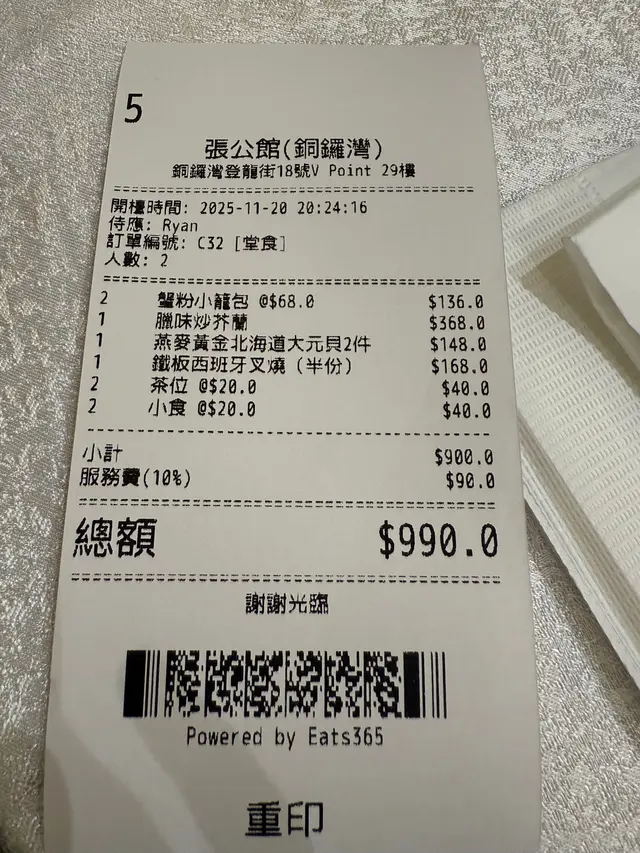 5
張公館(銅鑼灣)
銅鑼灣登龍街18號V Point 29樓
開檯時間: 2025-11-20 20:24:16
侍應: Ryan
訂單編號: C32 [堂食]
人數: 2
2 蟹粉小籠包 @$68.0 $136.0
1 臘味炒芥蘭 $368.0
1 燕麥黃金北海道大元貝2件 $148.0
1 鐵板西班牙叉燒（半份） $168.0
2 茶位 @$20.0 $40.0
2 小食 @$20.0 $40.0
小計 $900.0
服務費(10%) $90.0
總額 $990.0
謝謝光臨
Powered by Eats365
重印